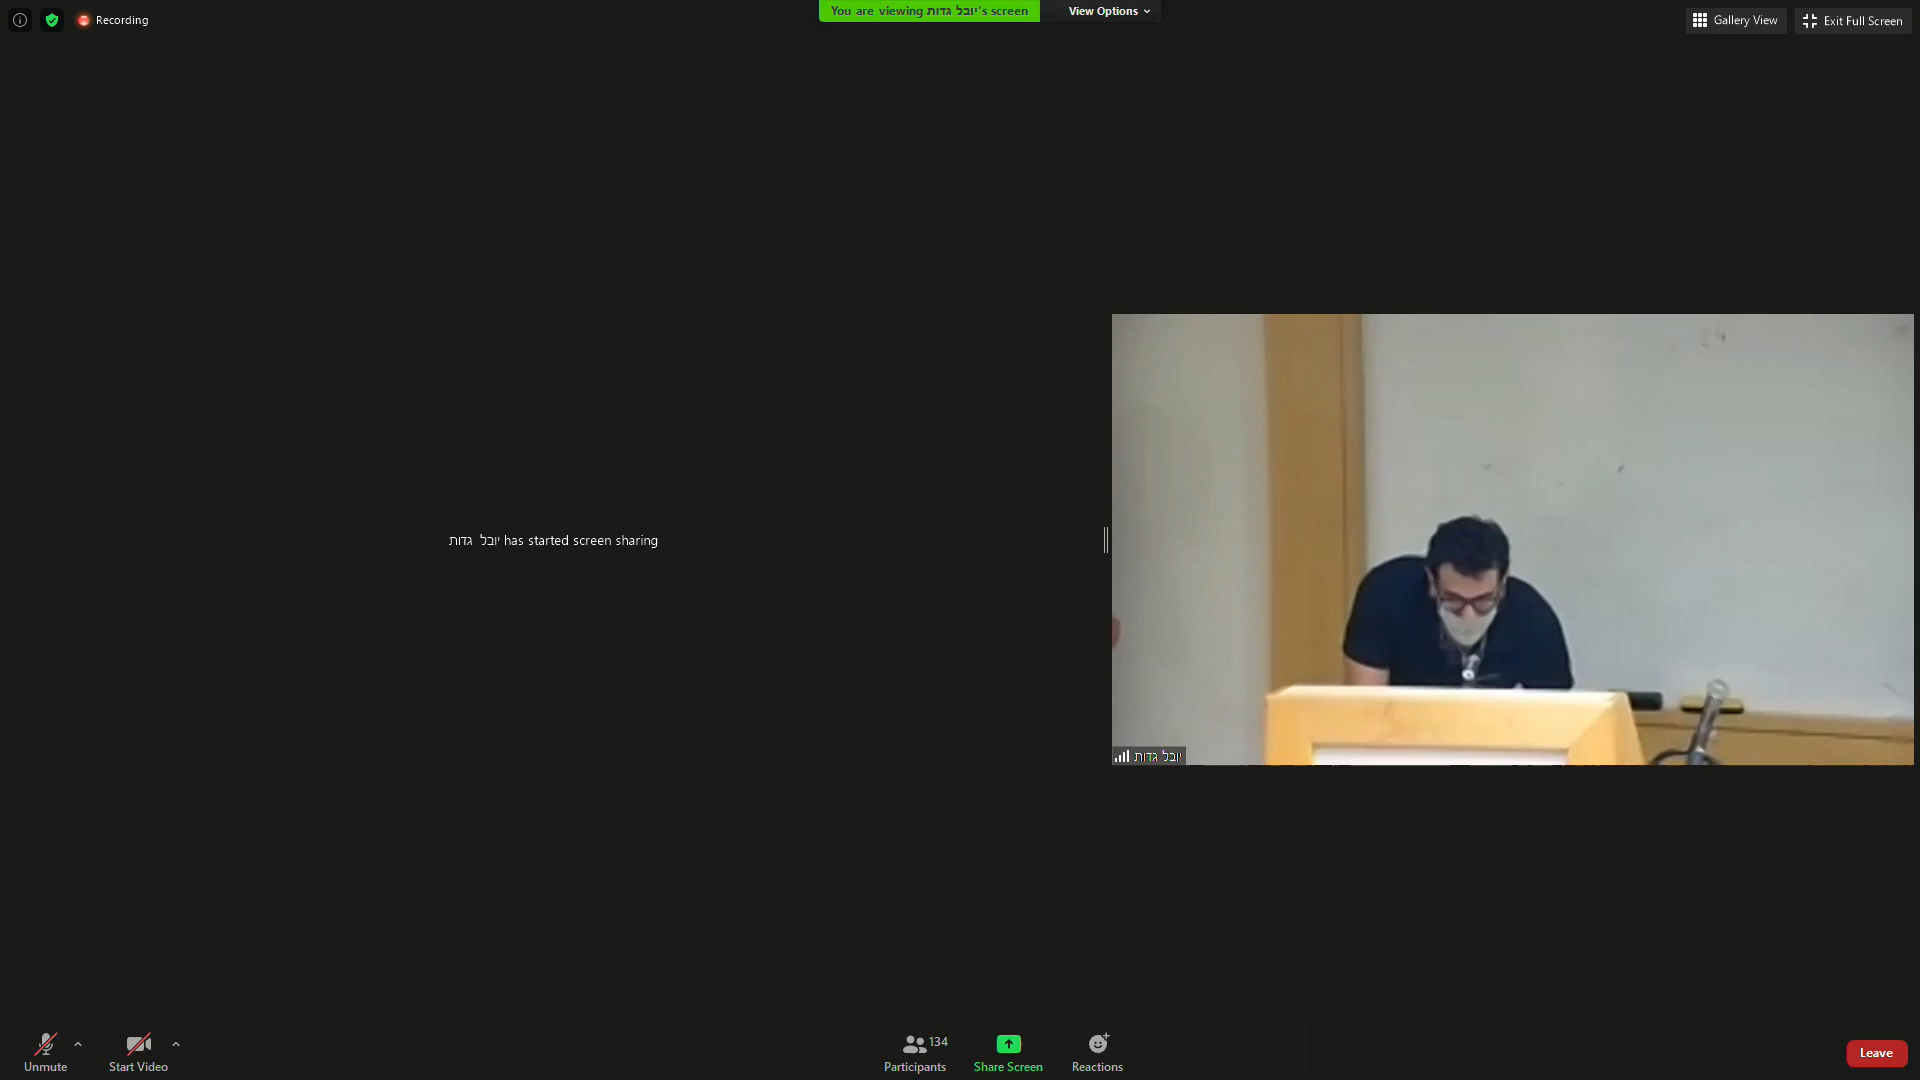 Recording
You are viewing יובל גדות's screen
View Options
Gallery View
Exit Full Screen
יובל גדות has started screen sharing
יובל גדות
Unmute
Start Video
134
Participants
Share Screen
Reactions
Leave